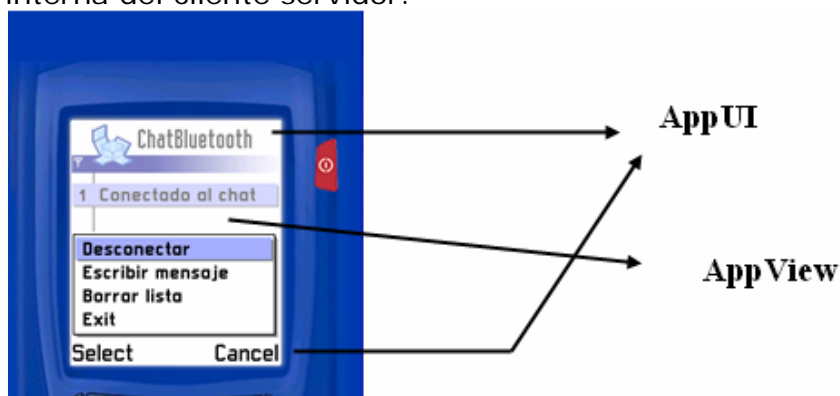 interna del cliente servidor.
ChatBluetooth
AppUI
1 Conectado al chat
Desconectar
Escribir mensaje
Borrar lista
Exit
AppView
Select Cancel